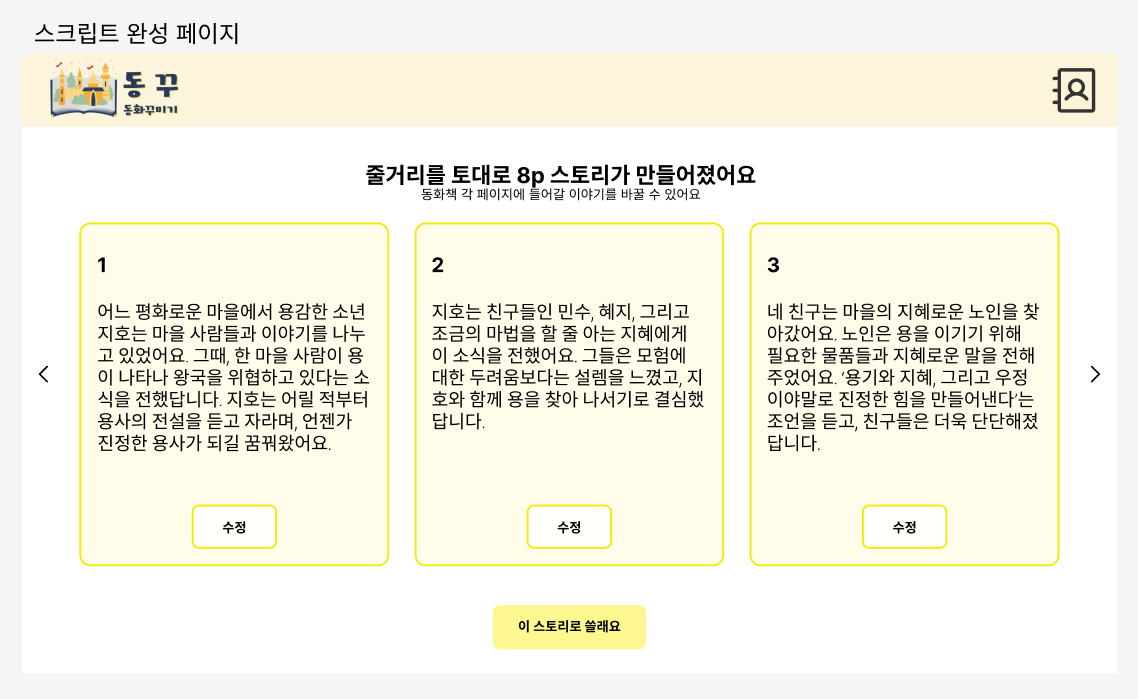 스크립트 완성 페이지
동 꾸
동화꾸미기
줄거리를 토대로 8p 스토리가 만들어졌어요
동화책 각 페이지에 들어갈 이야기를 바꿀 수 있어요
1
어느 평화로운 마을에서 용감한 소년
지호는 마을 사람들과 이야기를 나누
고 있었어요. 그때, 한 마을 사람이 용
이 나타나 왕국을 위협하고 있다는 소
식을 전했답니다. 지호는 어릴 적부터
용사의 전설을 듣고 자라며, 언젠가
진정한 용사가 되길 꿈꿔왔어요.
수정
2
지호는 친구들인 민수, 혜지, 그리고
조금의 마법을 할 줄 아는 지혜에게
이 소식을 전했어요. 그들은 모험에
대한 두려움보다는 설렘을 느꼈고, 지
호와 함께 용을 찾아 나서기로 결심했
답니다.
수정
3
네 친구는 마을의 지혜로운 노인을 찾
아갔어요. 노인은 용을 이기기 위해
필요한 물품들과 지혜로운 말을 전해
주었어요. ‘용기와 지혜, 그리고 우정
이야말로 진정한 힘을 만들어낸다’는
조언을 듣고, 친구들은 더욱 단단해졌
답니다.
수정
이 스토리로 쓸래요